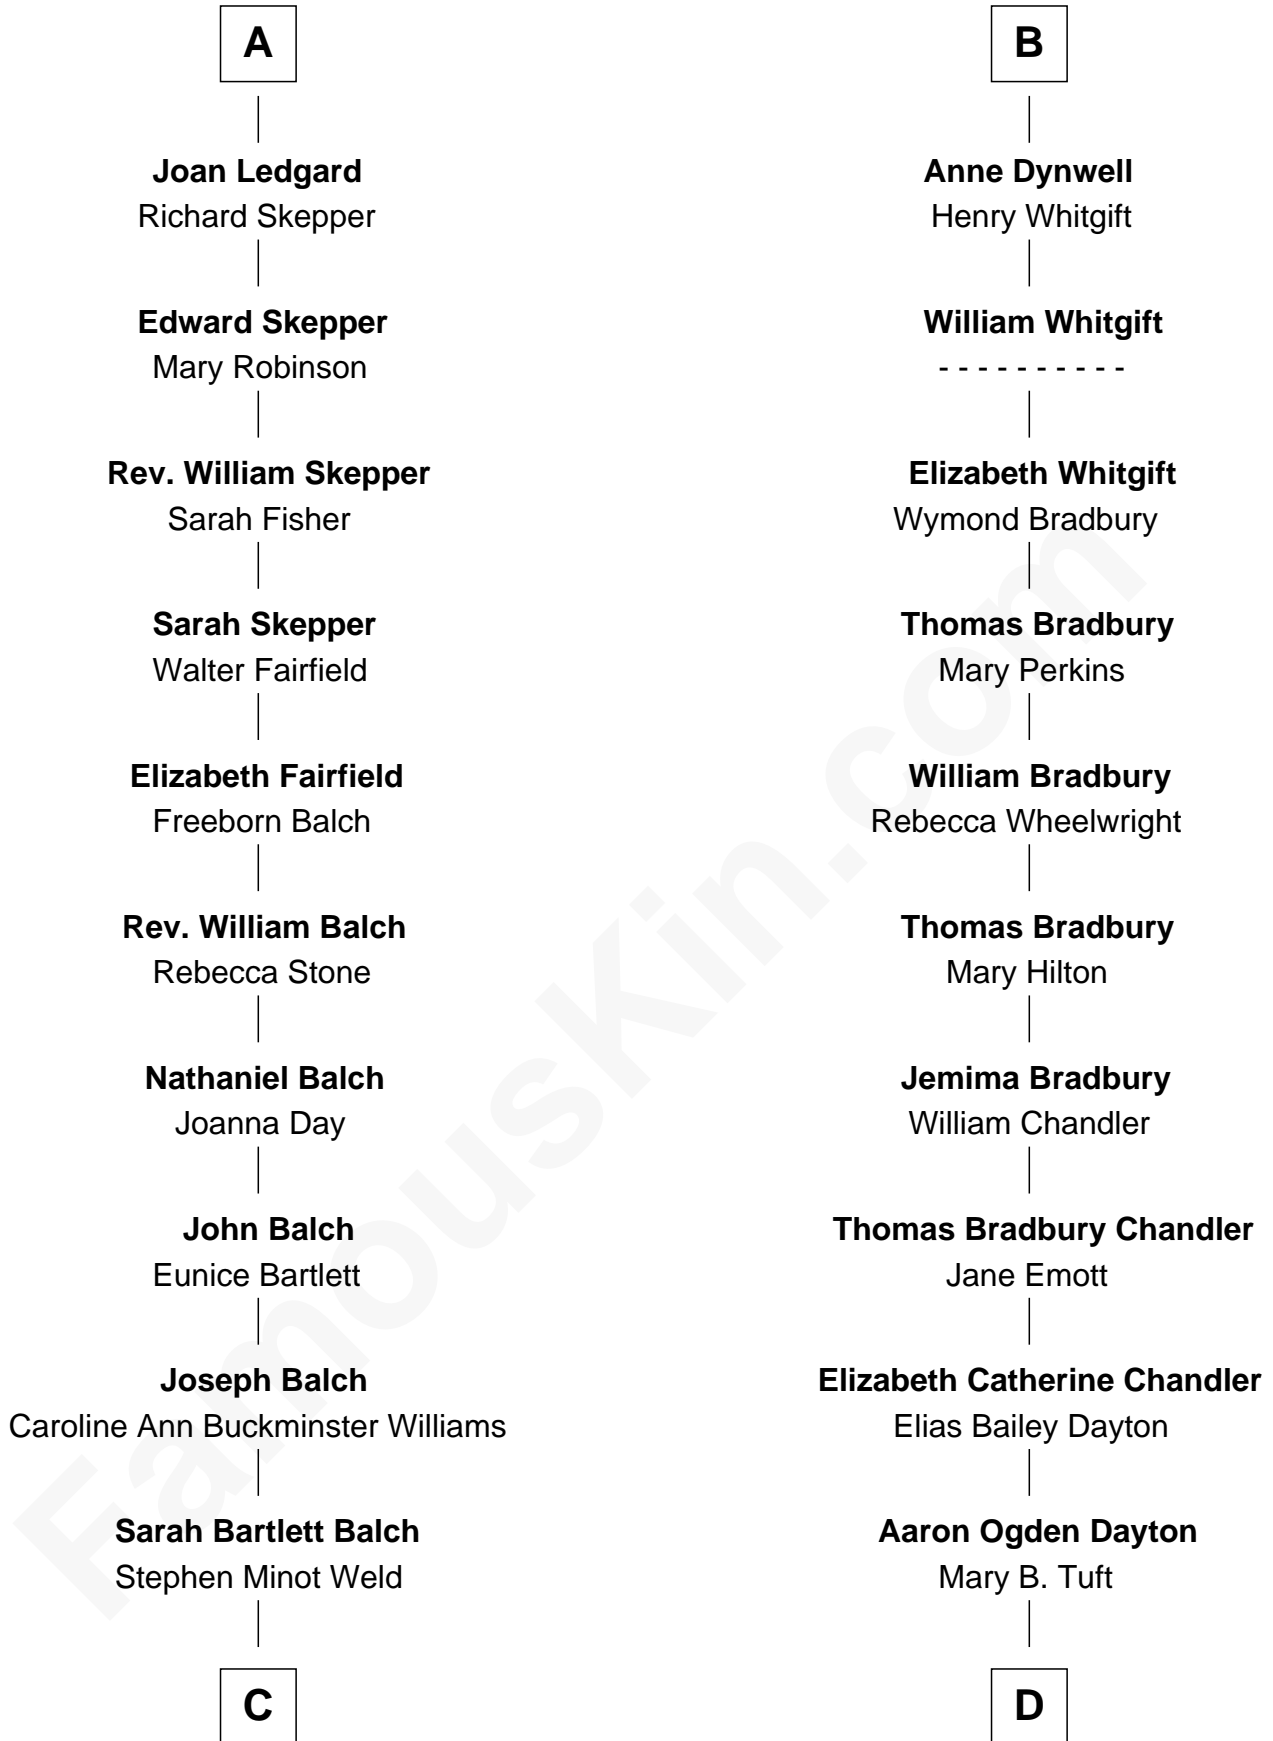 A
Joan Ledgard
Richard Skepper
Edward Skepper
Mary Robinson
Rev. William Skepper
Sarah Fisher
Sarah Skepper
Walter Fairfield
Elizabeth Fairfield
Freeborn Balch
Rev. William Balch
Rebecca Stone
Nathaniel Balch
Joanna Day
John Balch
Eunice Bartlett
Joseph Balch
Caroline Ann Buckminster Williams
Sarah Bartlett Balch
Stephen Minot Weld
C
B
Anne Dynwell
Henry Whitgift
William Whitgift
- - - - - - - - - -
Elizabeth Whitgift
Wymond Bradbury
Thomas Bradbury
Mary Perkins
William Bradbury
Rebecca Wheelwright
Thomas Bradbury
Mary Hilton
Jemima Bradbury
William Chandler
Thomas Bradbury Chandler
Jane Emott
Elizabeth Catherine Chandler
Elias Bailey Dayton
Aaron Ogden Dayton
Mary B. Tuft
D
FamousKin.com